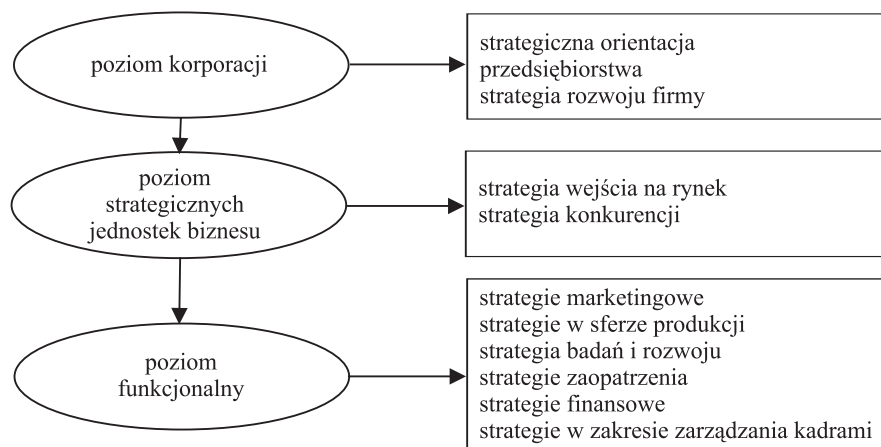 poziom korporacji
strategiczna orientacja
przedsiębiorstwa
strategia rozwoju firmy
poziom
strategicznych
jednostek biznesu
strategia wejścia na rynek
strategia konkurencji
poziom
funkcjonalny
strategie marketingowe
strategie w sferze produkcji
strategia badań i rozwoju
strategie zaopatrzenia
strategie finansowe
strategie w zakresie zarządzania kadrami